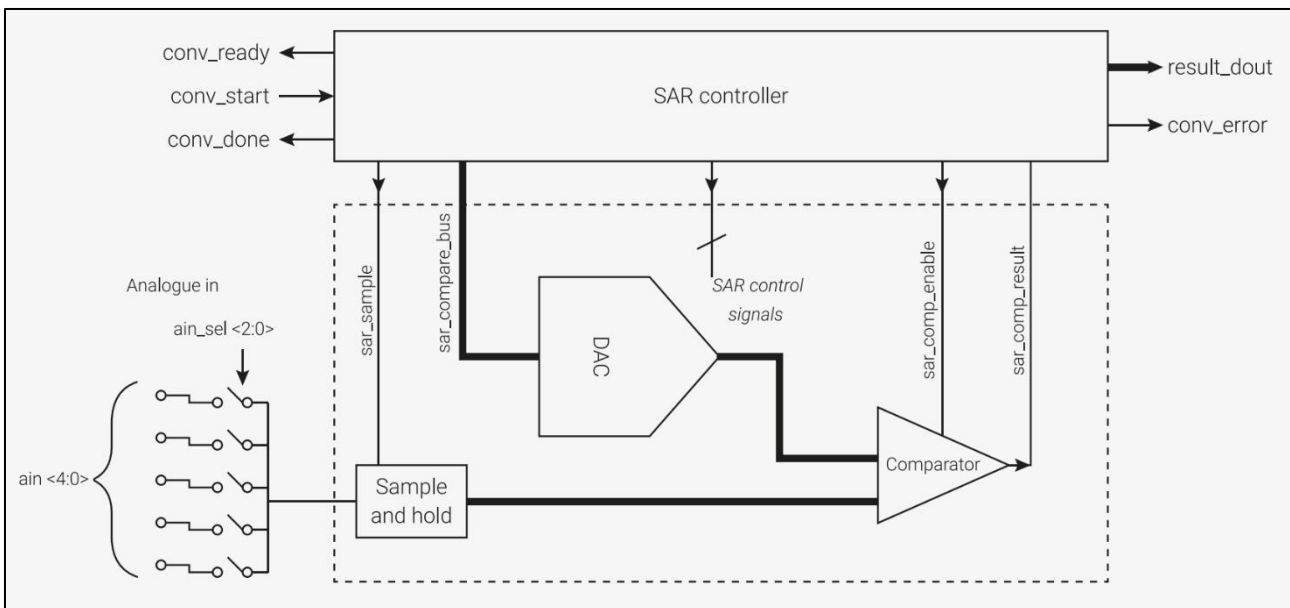 conv_ready
conv_start
conv_done
SAR controller
result_dout
conv_error
sar_sample
sar_compare_bus
SAR control
signals
sar_comp_enable
sar_comp_result
Analogue in
ain_sel <2:0>
DAC
ain <4:0>
Sample
and hold
Comparator